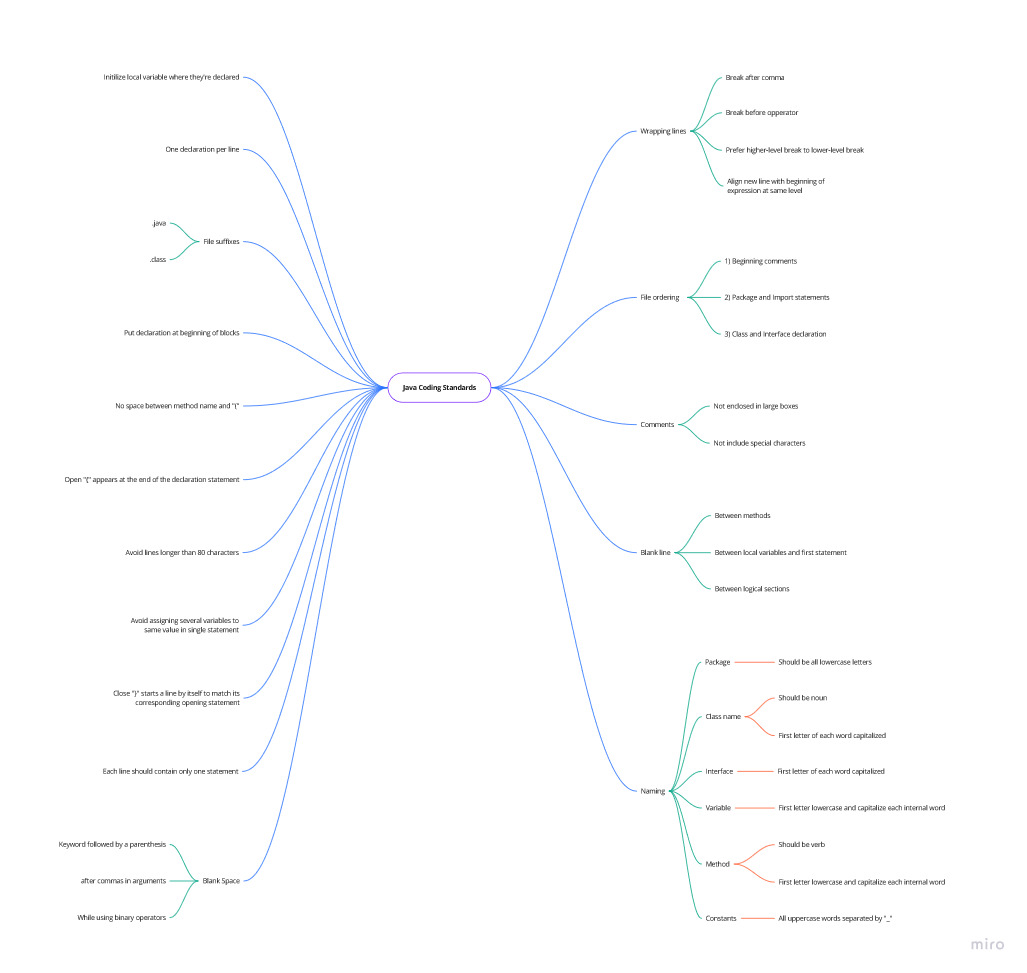 Java Coding Standards
Initilize local variable where they're declared
One declaration per line
File suffixes
.java
.class
Put declaration at beginning of blocks
No space between method name and "("
Open "{" appears at the end of the declaration statement
Avoid lines longer than 80 characters
Avoid assigning several variables to
same value in single statement
Close "}" starts a line by itself to match its
corresponding opening statement
Each line should contain only one statement
Blank Space
Keyword followed by a parenthesis
after commas in arguments
While using binary operators
Wrapping lines
Break after comma
Break before opperator
Prefer higher-level break to lower-level break
Align new line with beginning of
expression at same level
File ordering
1) Beginning comments
2) Package and Import statements
3) Class and interface declaration
Comments
Not enclosed in large boxes
Not include special characters
Blank line
Between methods
Between local variables and first statement
Between logical sections
Naming
Package
Should be all lowercase letters
Class name
Should be noun
First letter of each word capitalized
Interface
First letter of each word capitalized
Variable
First letter lowercase and capitalize each internal word
Method
Should be verb
First letter lowercase and capitalize each internal word
Constants
All uppercase words separated by "_"
miro